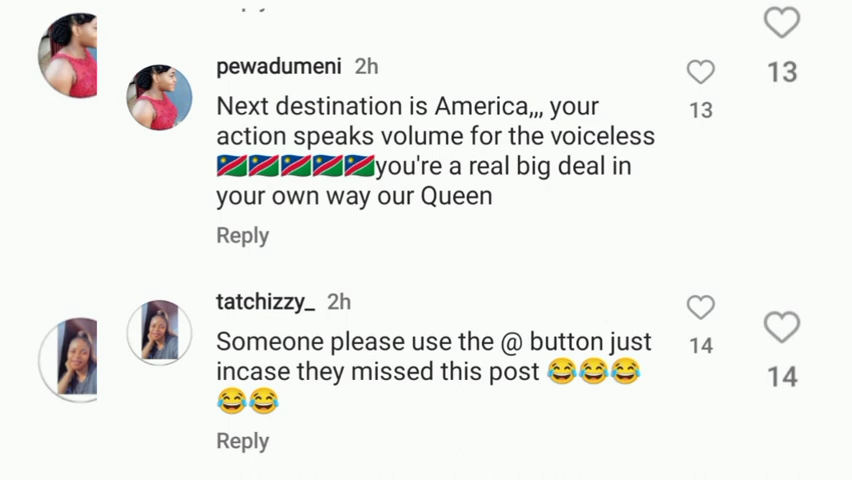 pewadumeni 2h
13
13
Next destination is America,,, your
action speaks volume for the voiceless
🇳🇦🇳🇦🇳🇦🇳🇦🇳🇦you're a real big deal in
your own way our Queen
Reply
tatchizzy_ 2h
Someone please use the @ button just
14
14
incase they missed this post 😂😂😂
😂😂
Reply